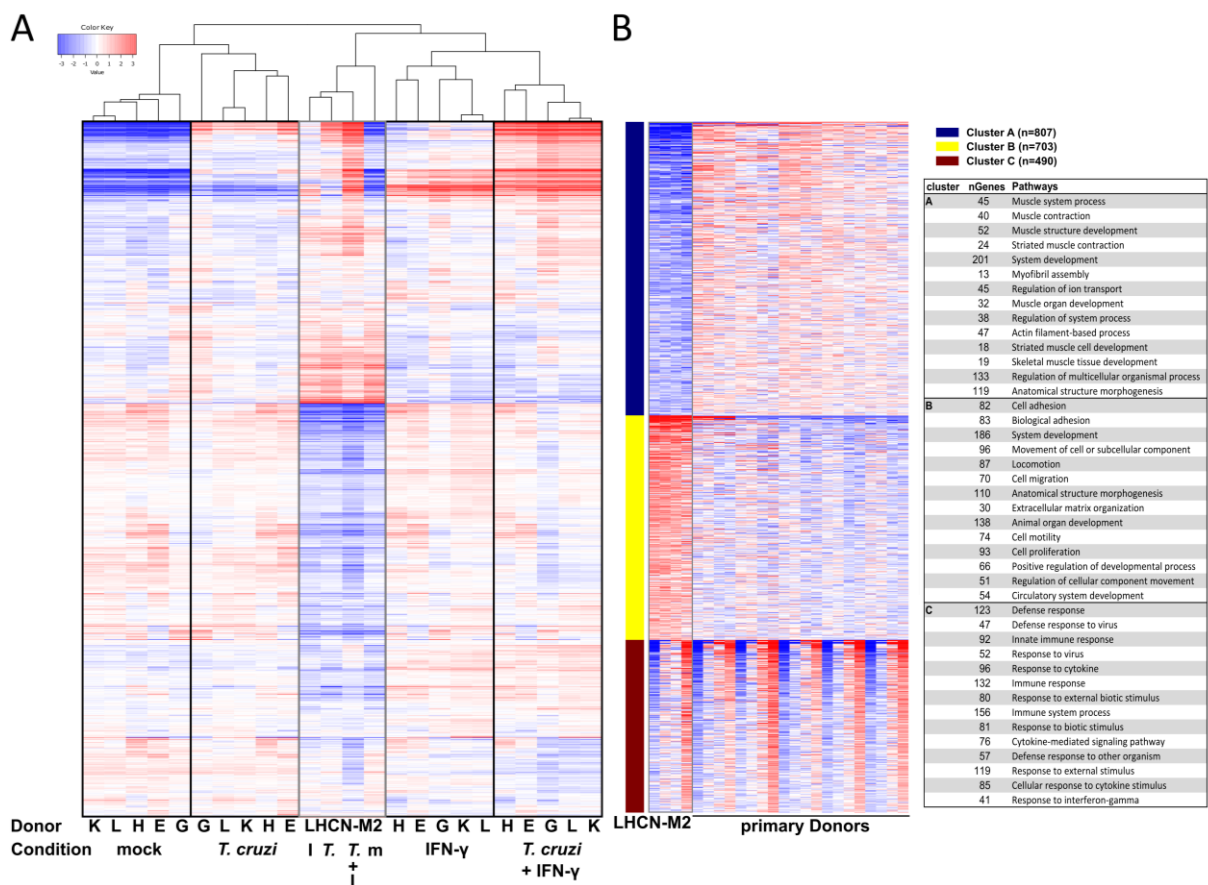 A
B
Color Key
-3 -2 -1 0 1 2 3
Value
Cluster A (n=807)
Cluster B (n=703)
Cluster C (n=490)
cluster nGenes Pathways
A 45 Muscle system process
40 Muscle contraction
52 Muscle structure development
24 Striated muscle contraction
201 System development
13 Myofibril assembly
45 Regulation of ion transport
32 Muscle organ development
38 Regulation of system process
47 Actin filament-based process
18 Striated muscle cell development
19 Skeletal muscle tissue development
133 Regulation of multicellular organismal process
119 Anatomical structure morphogenesis
B 82 Cell adhesion
83 Biological adhesion
186 System development
96 Movement of cell or subcellular component
87 Locomotion
70 Cell migration
110 Anatomical structure morphogenesis
30 Extracellular matrix organization
138 Animal organ development
74 Cell motility
93 Cell proliferation
66 Positive regulation of developmental process
51 Regulation of cellular component movement
54 Circulatory system development
C 123 Defense response
47 Defense response to virus
92 Innate immune response
52 Response to virus
96 Response to cytokine
132 Immune response
80 Response to external biotic stimulus
156 Immune system process
81 Response to biotic stimulus
76 Cytokine-mediated signaling pathway
57 Defense response to other organism
119 Response to external stimulus
85 Cellular response to cytokine stimulus
41 Response to interferon-gamma
Donor K L H E G G L K H E LHCN-M2 H E G K L H E G L K
Condition mock T. cruzi I T. T. m IFN-γ T. cruzi
+ + IFN-γ
I
LHCN-M2 primary Donors